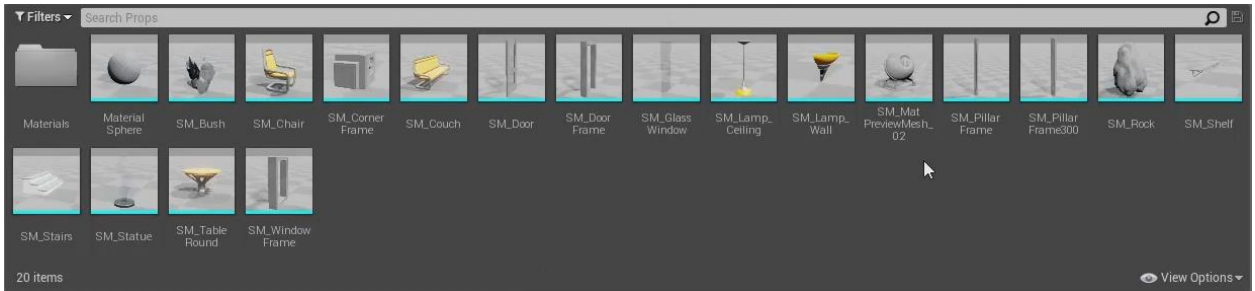 Filters
Search Props
Materials
Material
Sphere
SM_Bush
SM_Chair
SM_Corner
Frame
SM_Couch
SM_Door
SM_Door
Frame
SM_Glass
Window
SM_Lamp_
Ceiling
SM_Lamp_
Wall
SM_Mat
PreviewMesh_
02
SM_Pillar
Frame
SM_Pillar
Frame300
SM_Rock
SM_Shelf
SM_Stairs
SM_Statue
SM_Table
Round
SM_Window
Frame
20 items
View Options